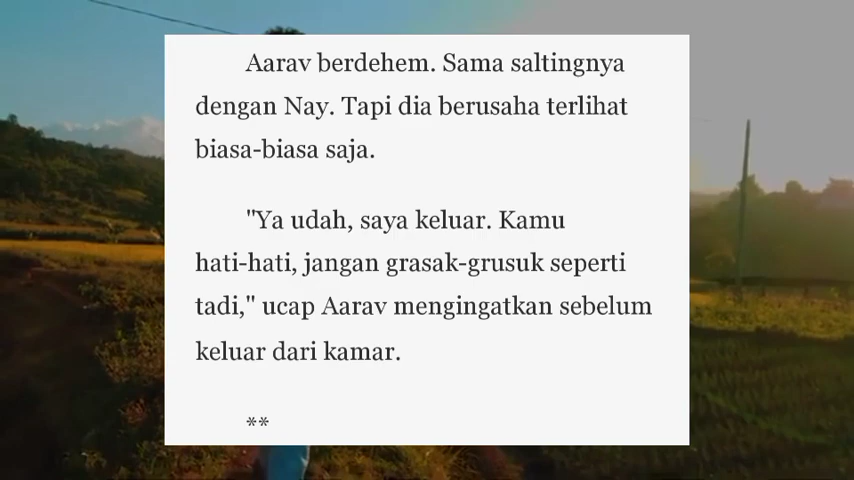 Aarav berdehem. Sama saltingnya
dengan Nay. Tapi dia berusaha terlihat
biasa-biasa saja.
"Ya udah, saya keluar. Kamu
hati-hati, jangan grasak-grusuk seperti
tadi," ucap Aarav mengingatkan sebelum
keluar dari kamar.
**